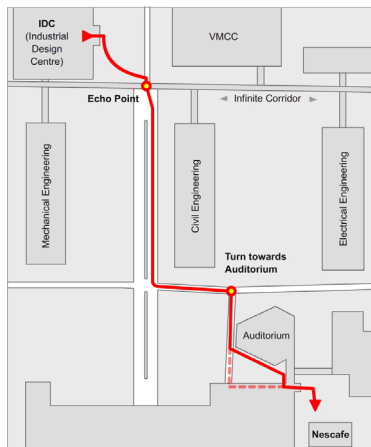 IDC
(Industrial
Design
Centre)
VMCC
Echo Point
Infinite Corridor
Mechanical Engineering
Civil Engineering
Electrical Engineering
Turn towards
Auditorium
Auditorium
Nescafe